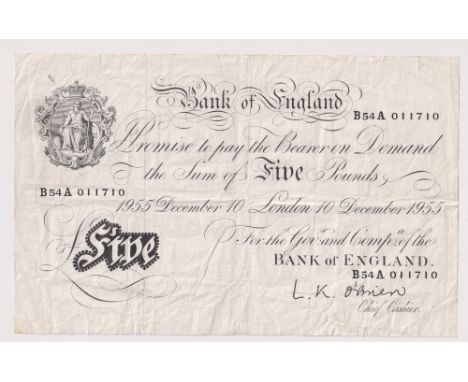 Bank of England
B54A 011710
I Promise to pay the Bearer on Demand
the Sum of Five Pounds
B54A 011710
1955 December 10 London 10 December 1955
For the Govr. and Compa. of the
£Five
BANK of ENGLAND.
B54A 011710
L. K. O'Brien
Chief Cashier.